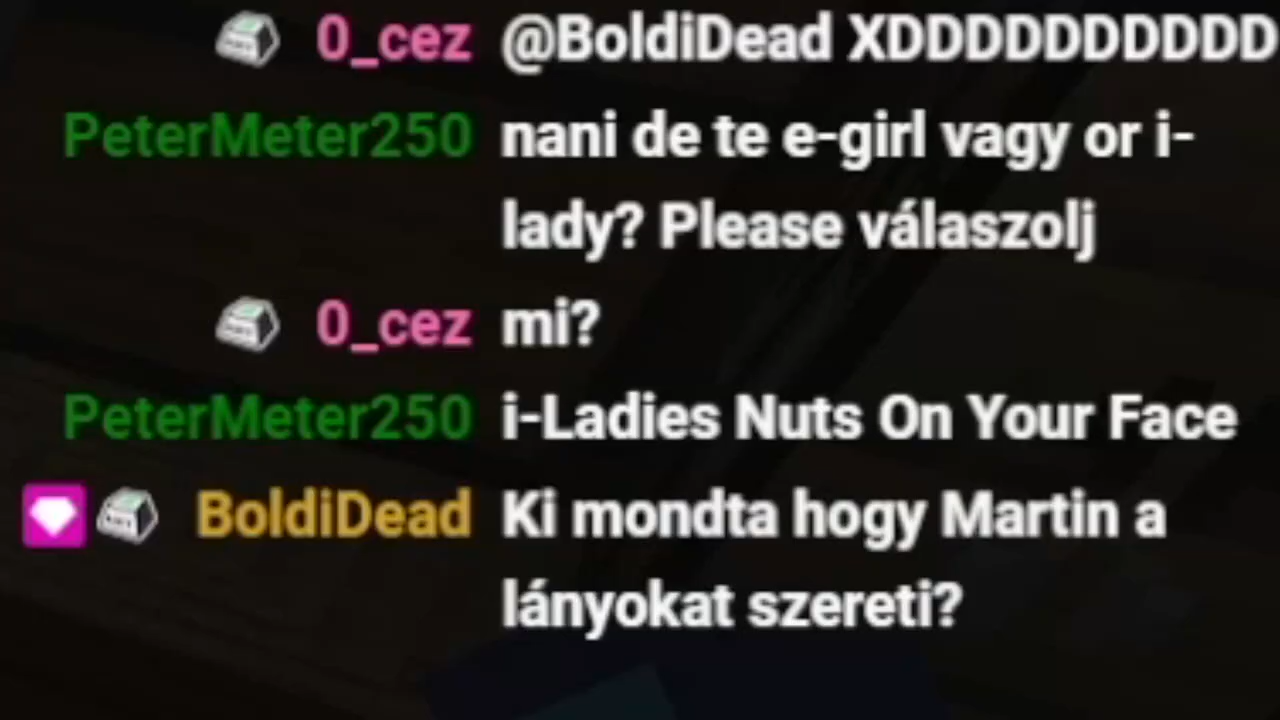 0_cez @BoldiDead XDDDDDDDDDDD
PeterMeter250 nani de te e-girl vagy or i-
lady? Please válaszolj
0_cez mi?
PeterMeter250 i-Ladies Nuts On Your Face
BoldiDead Ki mondta hogy Martin a
lányokat szereti?